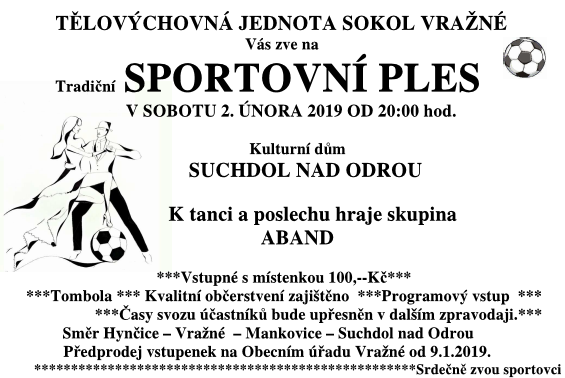 TĚLOVÝCHOVNÁ JEDNOTA SOKOL VRAŽNÉ
Vás zve na
Tradiční SPORTOVNÍ PLES
V SOBOTU 2. ÚNORA 2019 OD 20:00 hod.
Kulturní dům
SUCHDOL NAD ODROU
K tanci a poslechu hraje skupina
ABAND
***Vstupné s místenkou 100,--Kč***
***Tombola *** Kvalitní občerstvení zajištěno ***Programový vstup ***
***Časy svozu účastníků bude upřesněn v dalším zpravodaji.***
Směr Hynčice – Vražné – Mankovice – Suchdol nad Odrou
Předprodej vstupenek na Obecním úřadu Vražné od 9.1.2019.
******************************************************Srdečně zvou sportovci